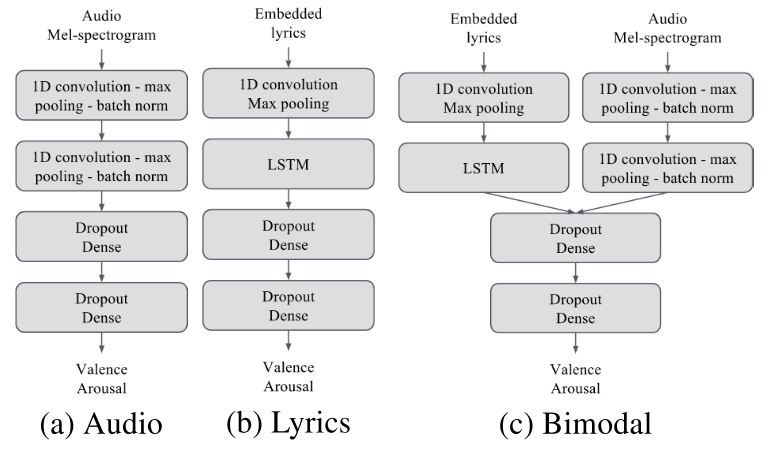 Audio
Mel-spectrogram
1D convolution - max
pooling - batch norm
1D convolution - max
pooling - batch norm
Dropout
Dense
Dropout
Dense
Valence
Arousal
(a) Audio
Embedded
lyrics
1D convolution
Max pooling
LSTM
Dropout
Dense
Dropout
Dense
Valence
Arousal
(b) Lyrics
Embedded
lyrics
1D convolution
Max pooling
LSTM
Audio
Mel-spectrogram
1D convolution - max
pooling - batch norm
1D convolution - max
pooling - batch norm
Dropout
Dense
Dropout
Dense
Valence
Arousal
(c) Bimodal